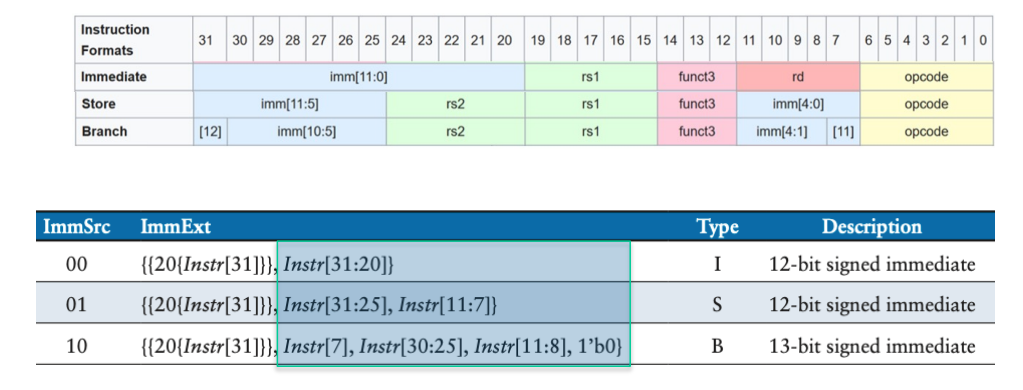 Instruction Formats 31 30 29 28 27 26 25 24 23 22 21 20 19 18 17 16 15 14 13 12 11 10 9 8 7 6 5 4 3 2 1 0
Immediate imm[11:0] rs1 funct3 rd opcode
Store imm[11:5] rs2 rs1 funct3 imm[4:0] opcode
Branch [12] imm[10:5] rs2 rs1 funct3 imm[4:1] [11] opcode
ImmSrc ImmExt Type Description
00 {{20{Instr[31]}}, Instr[31:20]} I 12-bit signed immediate
01 {{20{Instr[31]}}, Instr[31:25], Instr[11:7]} S 12-bit signed immediate
10 {{20{Instr[31]}}, Instr[7], Instr[30:25], Instr[11:8], 1’b0} B 13-bit signed immediate